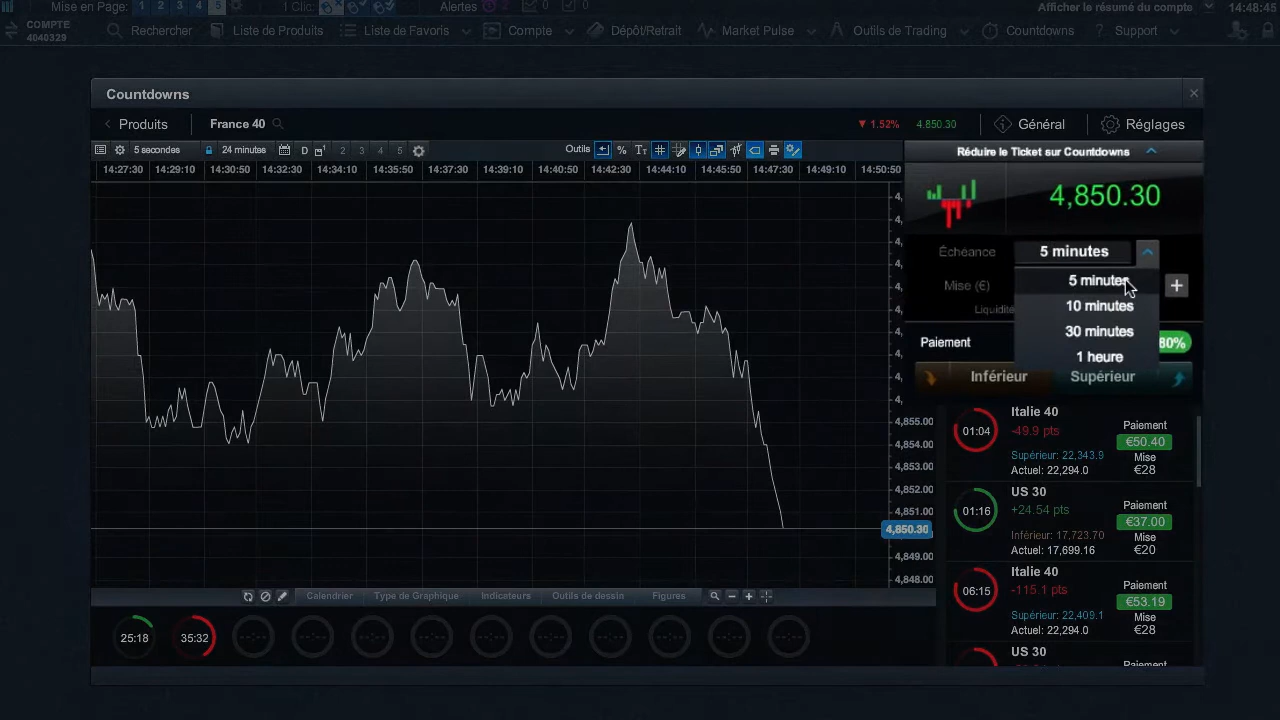 Mise en Page: 1 2 3 4 5 1 Clic: Alertes 2 0 0 Afficher le résumé du compte 14:48:45
COMPTE
4040329
Rechercher Liste de Produits Liste de Favoris Compte Dépôt/Retrait Market Pulse Outils de Trading Countdowns Support
Countdowns
Produits France 40 1.52% 4.850.30 Général Réglages
5 secondes 24 minutes D 1 2 3 4 5 Outils % Tт
Réduire le Ticket sur Countdowns
14:27:30 14:29:10 14:30:50 14:32:30 14:34:10 14:35:50 14:37:30 14:39:10 14:40:50 14:42:30 14:44:10 14:45:50 14:47:30 14:49:10 14:50:50
4,850.30
Échéance 5 minutes
5 minutes
Mise (€)
10 minutes
Liquidité
30 minutes
Paiement 80%
1 heure
Inférieur Supérieur
4,855.00
4,854.00
4,853.00
4,852.00
4,851.00
4,850.30
4,849.00
4,848.00
01:04
Italie 40
-49.9 pts
Supérieur: 22,343.9
Actuel: 22,294.0
Paiement
€50.40
Mise
€28
01:16
US 30
+24.54 pts
Inférieur: 17,723.70
Actuel: 17,699.16
Paiement
€37.00
Mise
€20
06:15
Italie 40
-115.1 pts
Supérieur: 22,409.1
Actuel: 22,294.0
Paiement
€53.19
Mise
€28
US 30
Paiement
Calendrier Type de Graphique Indicateurs Outils de dessin Figures
25:18 35:32